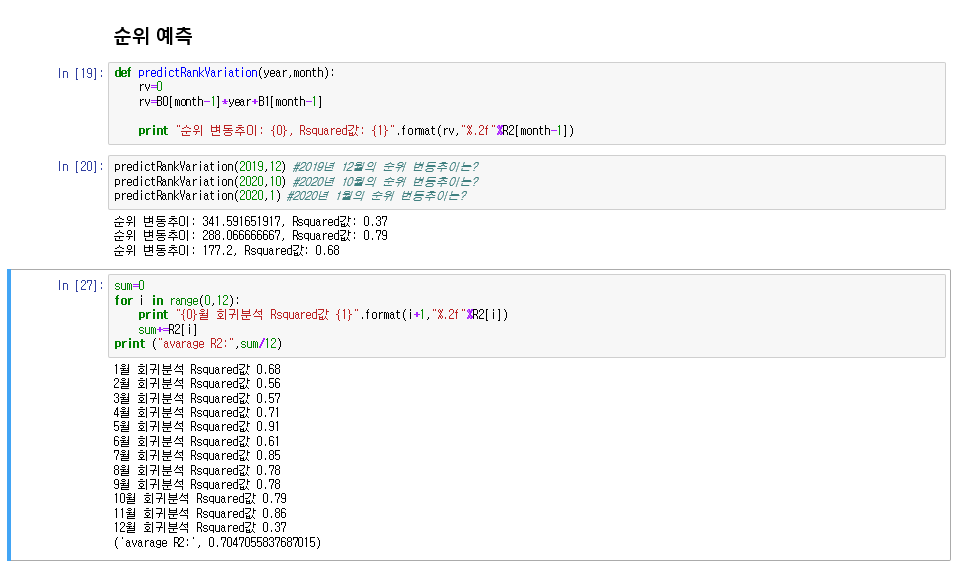 순위 예측
In [19]: def predictRankVariation(year,month):
rv=0
rv=B0[month-1]*year+B1[month-1]
print "순위 변동추이: {0}, Rsquared값: {1}".format(rv,"%.2f"%R2[month-1])
In [20]: predictRankVariation(2019,12) #2019년 12월의 순위 변동추이는?
predictRankVariation(2020,10) #2020년 10월의 순위 변동추이는?
predictRankVariation(2020,1) #2020년 1월의 순위 변동추이는?
순위 변동추이: 341.591651917, Rsquared값: 0.37
순위 변동추이: 288.066666667, Rsquared값: 0.79
순위 변동추이: 177.2, Rsquared값: 0.68
In [27]: sum=0
for i in range(0,12):
print "{0}월 회귀분석 Rsquared값 {1}".format(i+1,"%.2f"%R2[i])
sum+=R2[i]
print ("avarage R2:",sum/12)
1월 회귀분석 Rsquared값 0.68
2월 회귀분석 Rsquared값 0.56
3월 회귀분석 Rsquared값 0.57
4월 회귀분석 Rsquared값 0.71
5월 회귀분석 Rsquared값 0.91
6월 회귀분석 Rsquared값 0.61
7월 회귀분석 Rsquared값 0.85
8월 회귀분석 Rsquared값 0.78
9월 회귀분석 Rsquared값 0.78
10월 회귀분석 Rsquared값 0.79
11월 회귀분석 Rsquared값 0.86
12월 회귀분석 Rsquared값 0.37
('avarage R2:', 0.7047055837687015)